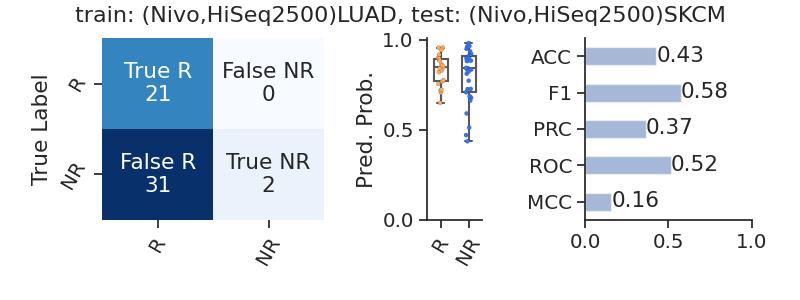 train: (Nivo,HiSeq2500)LUAD, test: (Nivo,HiSeq2500)SKCM
True Label
R
NR
True R
21
False NR
0
False R
31
True NR
2
R
NR
Pred. Prob.
1.0
0.5
0.0
R
NR
ACC
0.43
F1
0.58
PRC
0.37
ROC
0.52
MCC
0.16
0.0
0.5
1.0